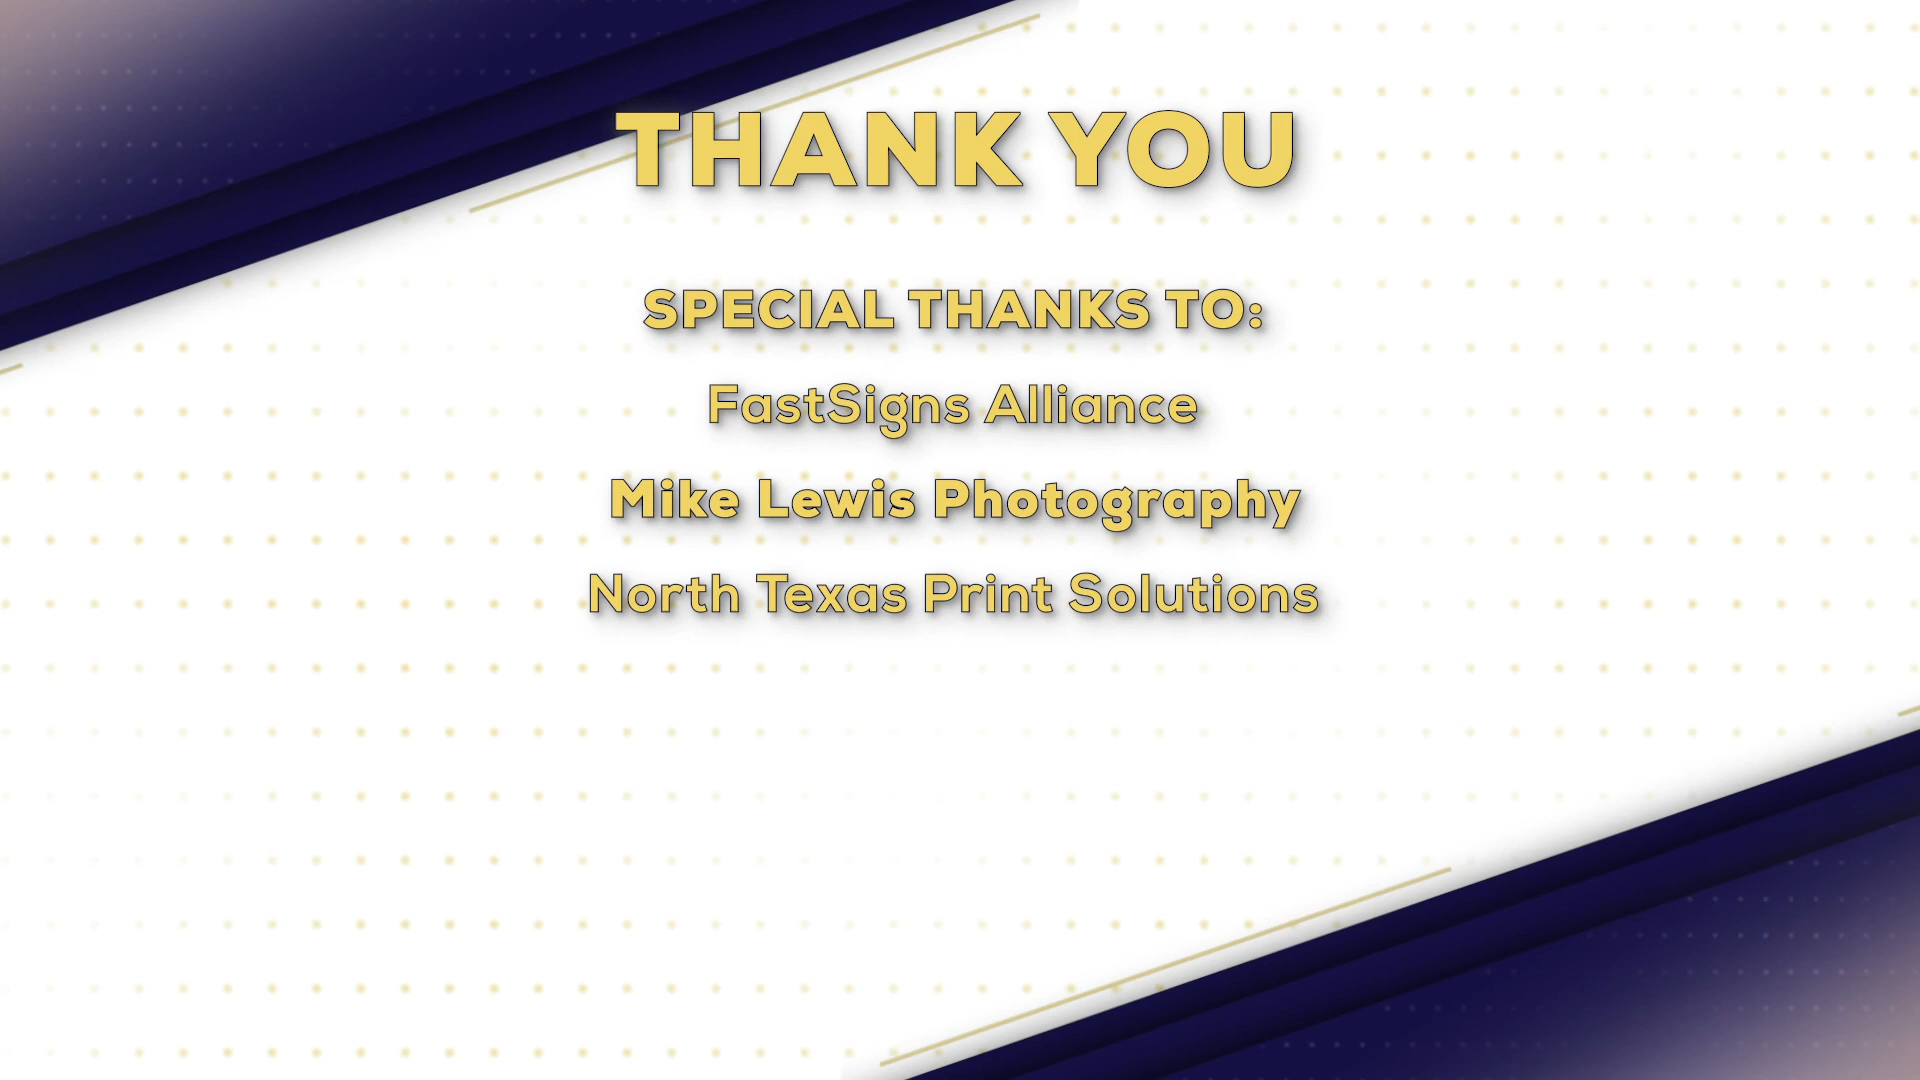 THANK YOU
SPECIAL THANKS TO:
FastSigns Alliance
Mike Lewis Photography
North Texas Print Solutions